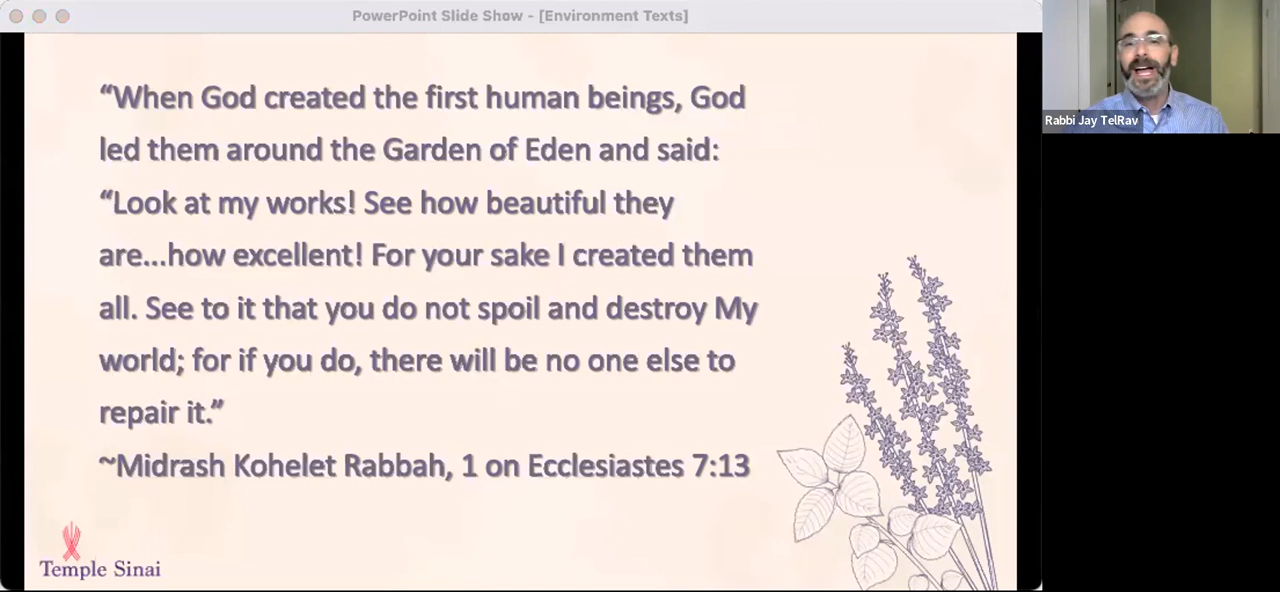 PowerPoint Slide Show - [Environment Texts]
“When God created the first human beings, God
led them around the Garden of Eden and said:
“Look at my works! See how beautiful they
are...how excellent! For your sake I created them
all. See to it that you do not spoil and destroy My
world; for if you do, there will be no one else to
repair it.”
~Midrash Kohelet Rabbah, 1 on Ecclesiastes 7:13
Temple Sinai
Rabbi Jay TelRav